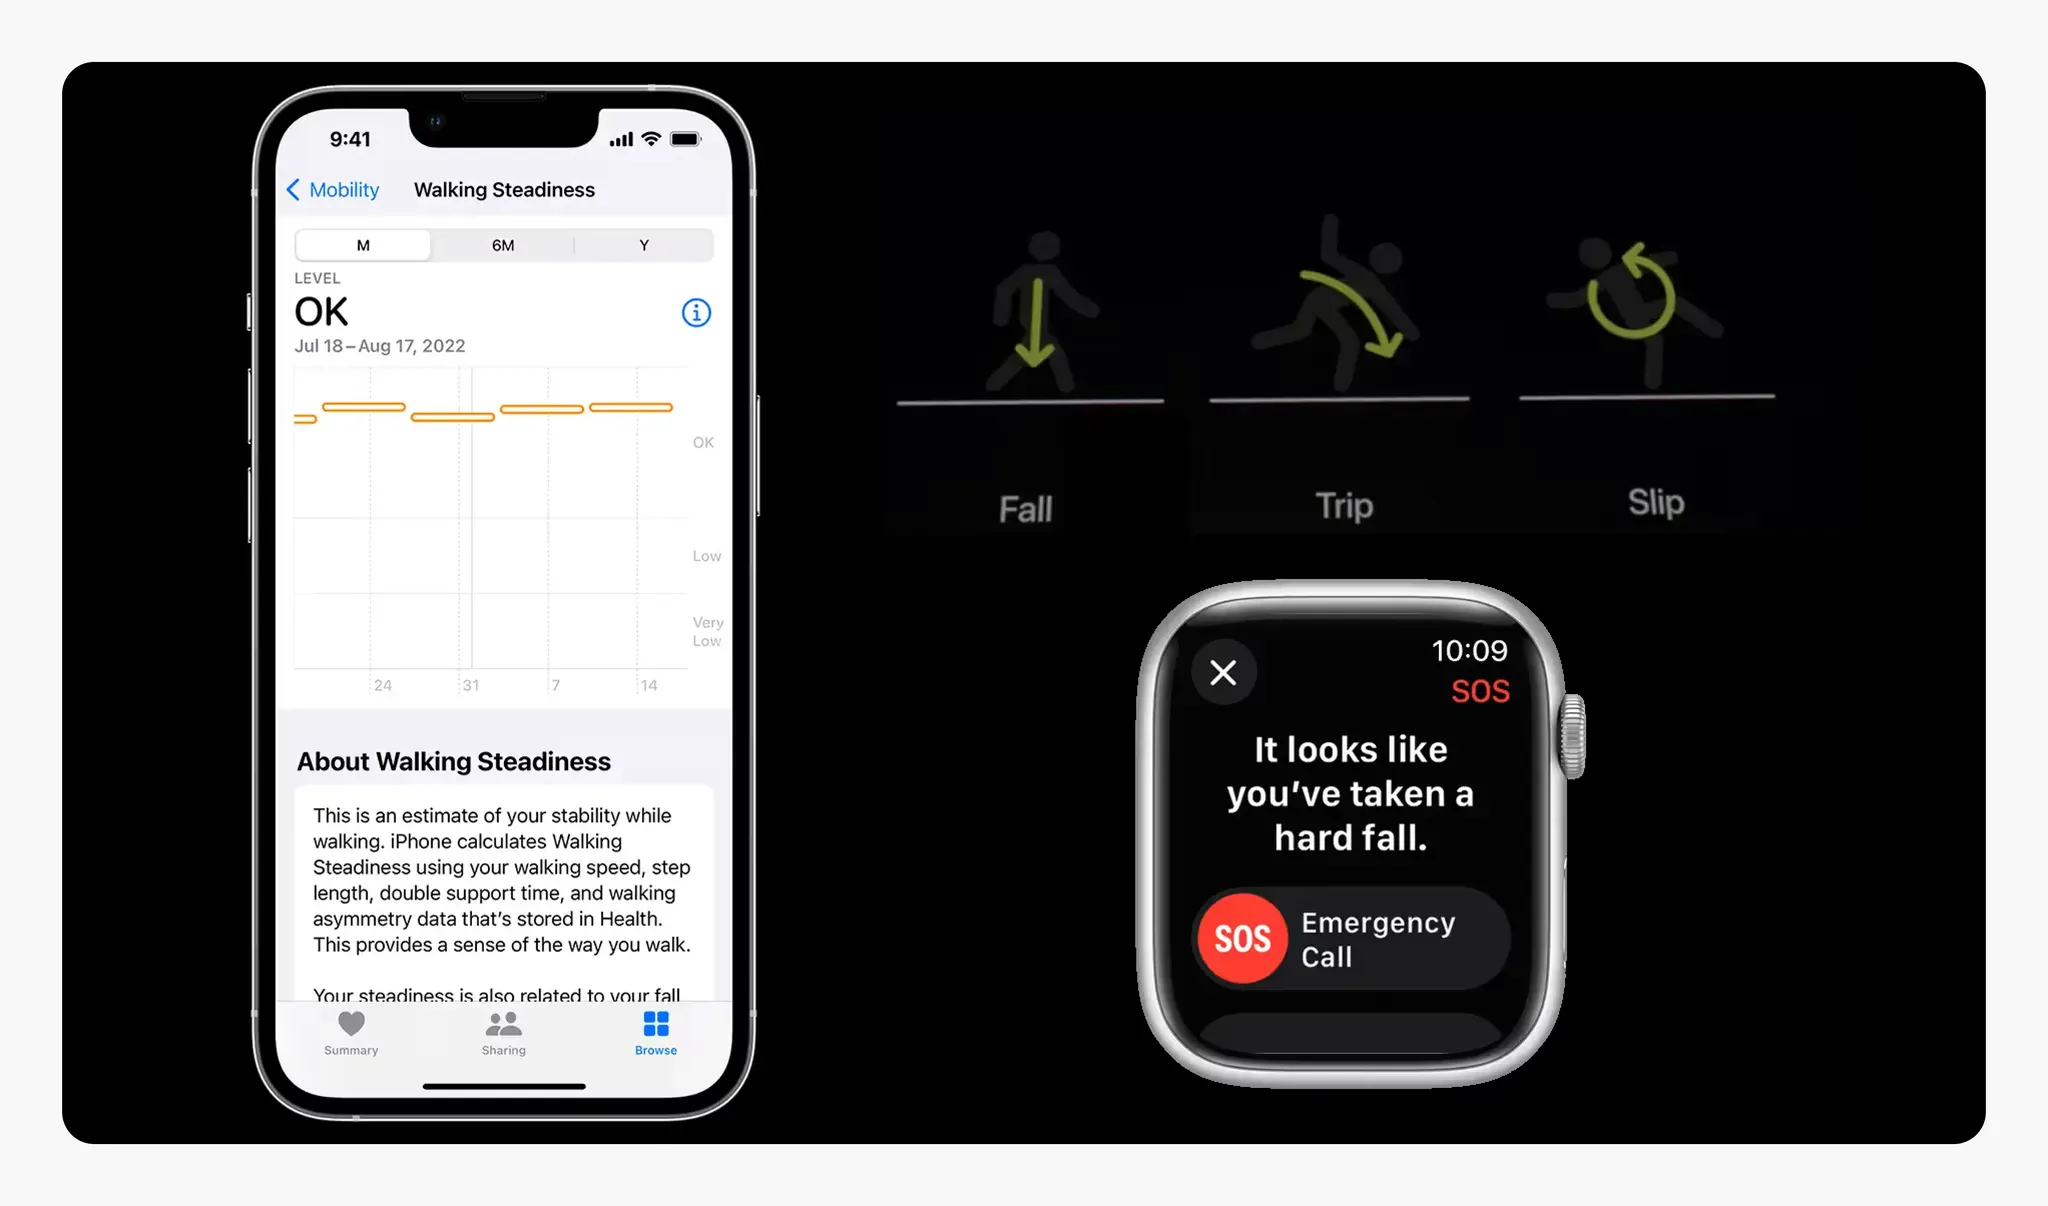 9:41
Mobility
Walking Steadiness
M
6M
Y
LEVEL
OK
Jul 18–Aug 17, 2022
OK
Low
Very
Low
24
31
7
14
About Walking Steadiness
This is an estimate of your stability while
walking. iPhone calculates Walking
Steadiness using your walking speed, step
length, double support time, and walking
asymmetry data that's stored in Health.
This provides a sense of the way you walk.
Your steadiness is also related to your fall
Summary
Sharing
Browse
Fall
Trip
Slip
10:09
SOS
It looks like
you've taken a
hard fall.
SOS
Emergency
Call